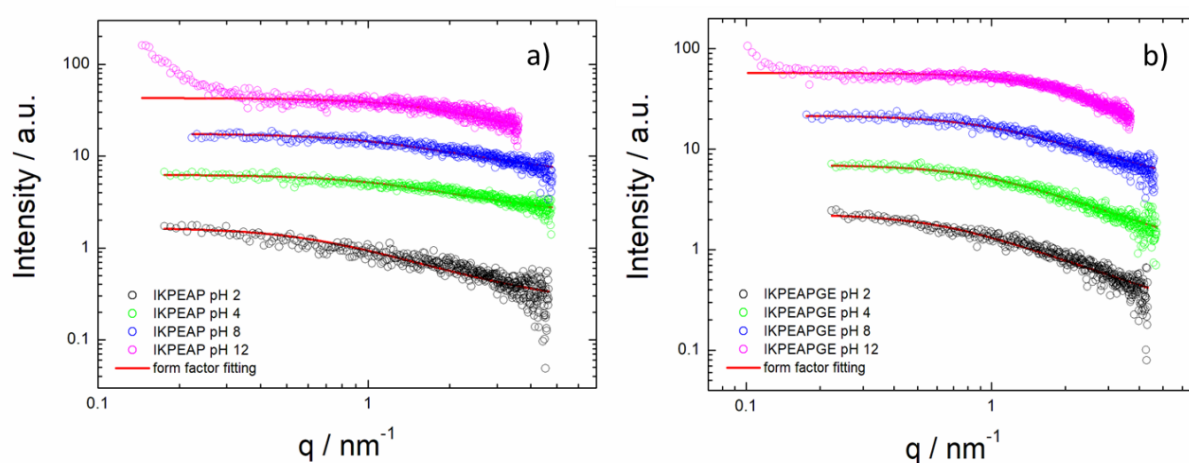 a)
Intensity / a.u.
100
10
1
0.1
IKPEAP pH 2
IKPEAP pH 4
IKPEAP pH 8
IKPEAP pH 12
form factor fitting
0.1
1
q / nm⁻¹
b)
Intensity / a.u.
100
10
1
0.1
IKPEAPGE pH 2
IKPEAPGE pH 4
IKPEAPGE pH 8
IKPEAPGE pH 12
form factor fitting
0.1
1
q / nm⁻¹